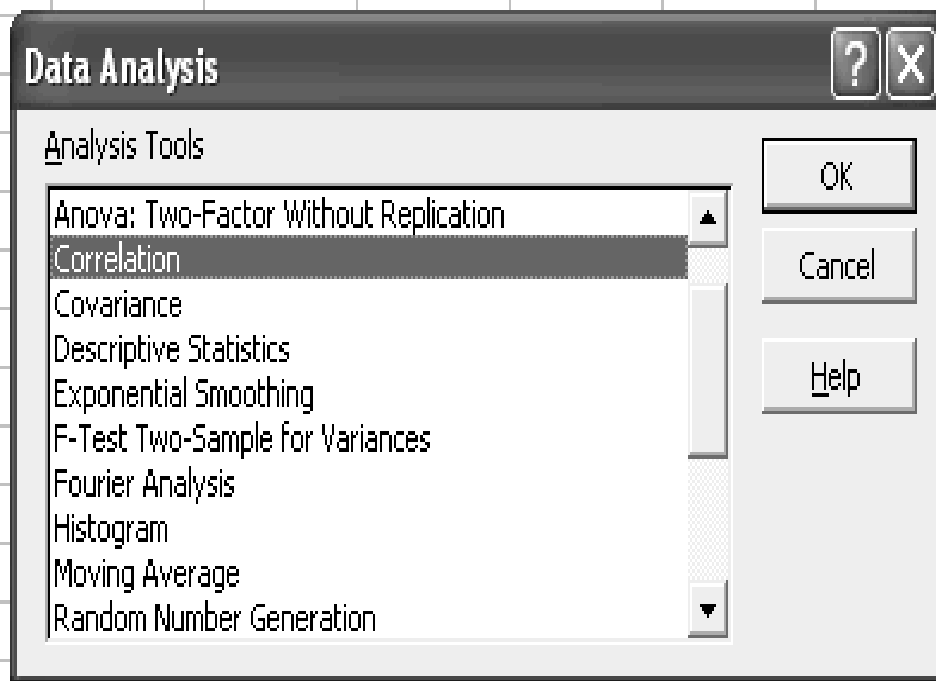 Data Analysis
Analysis Tools
Anova: Two-Factor Without Replication
Correlation
Covariance
Descriptive Statistics
Exponential Smoothing
F-Test Two-Sample for Variances
Fourier Analysis
Histogram
Moving Average
Random Number Generation
OK
Cancel
Help